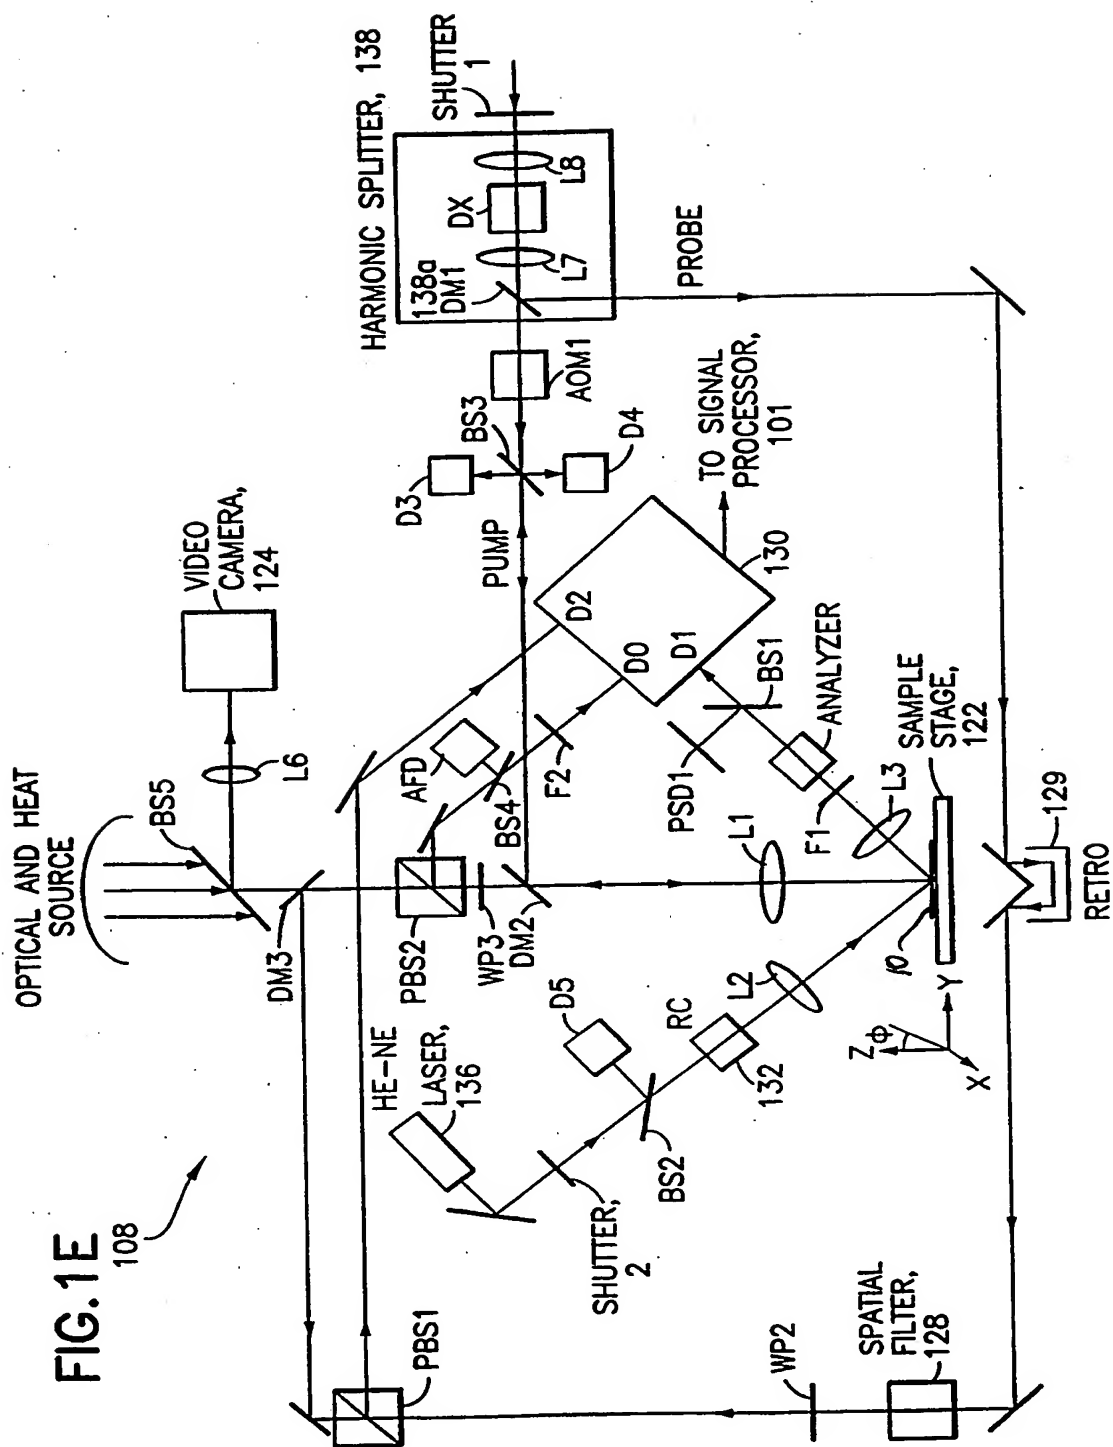 FIG.1E
108
OPTICAL AND HEAT
SOURCE
BS5
L6
VIDEO
CAMERA,
124
DM3
PBS2
WP3
DM2
AFD
BS4
F2
PUMP
D3
BS3
D4
AOM1
HARMONIC SPLITTER, 138
138a
DM1
L7
DX
L8
SHUTTER
1
PROBE
TO SIGNAL
PROCESSOR,
101
130
D2
D0
D1
BS1
PSD1
ANALYZER
F1
L3
L1
SAMPLE
STAGE,
122
HE-NE
LASER,
136
SHUTTER,
2
BS2
D5
RC
132
L2
10
Z
Φ
Y
X
129
RETRO
PBS1
WP2
SPATIAL
FILTER,
128